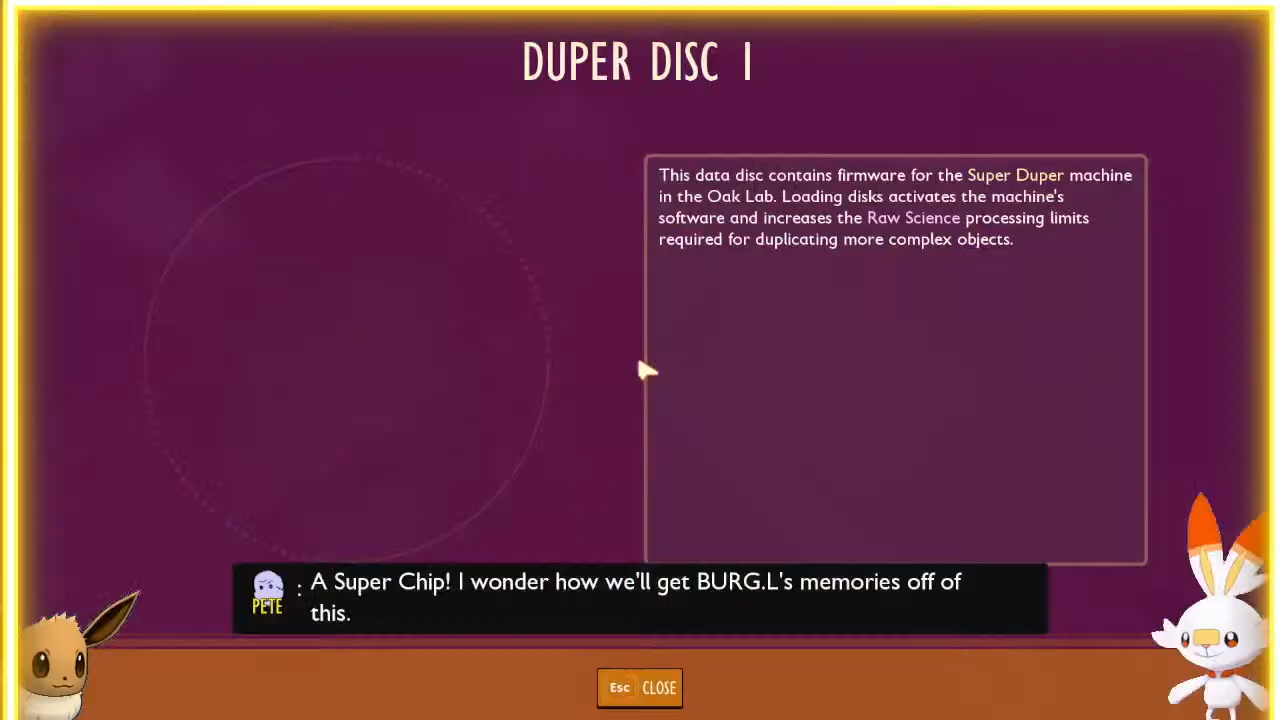 DUPER DISC 1
This data disc contains firmware for the Super Duper machine
in the Oak Lab. Loading disks activates the machine's
software and increases the Raw Science processing limits
required for duplicating more complex objects.
PETE : A Super Chip! I wonder how we'll get BURG.L's memories off of
this.
Esc CLOSE